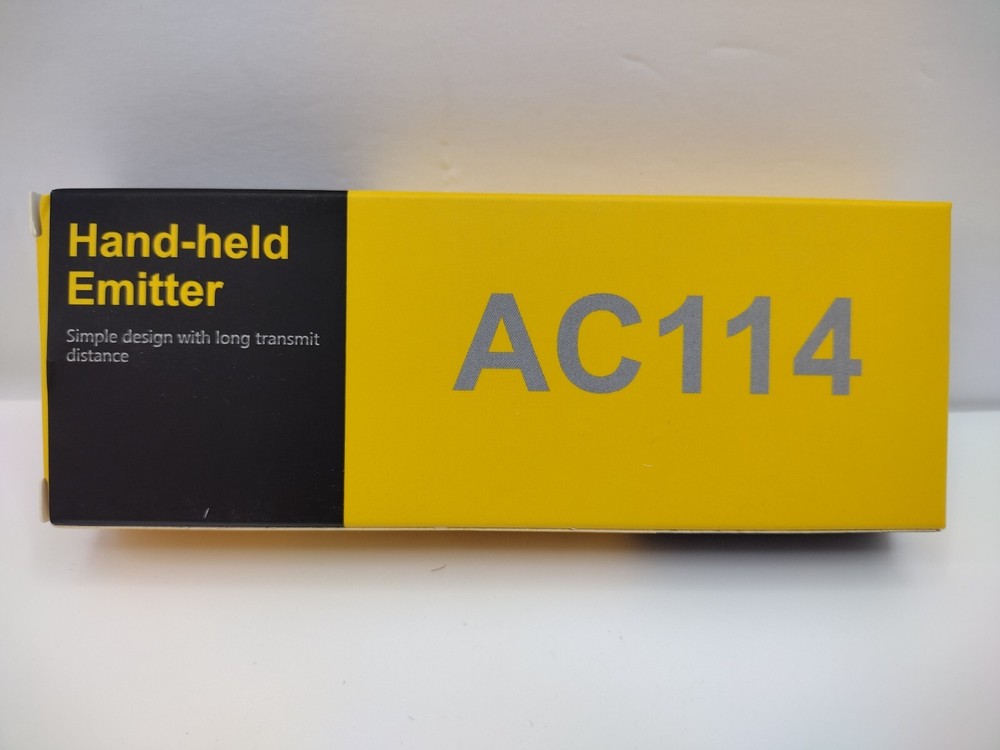 Hand-held
Emitter
Simple design with long transmit
distance
AC114